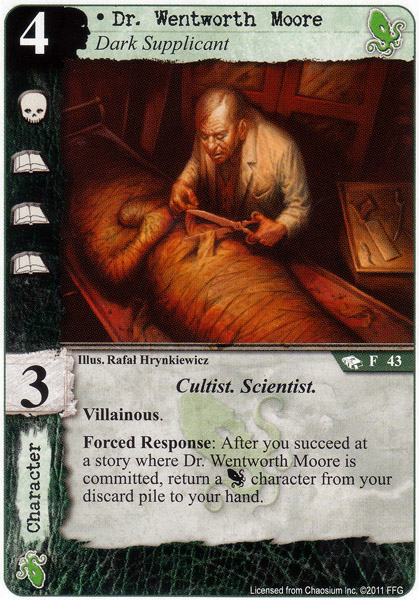 4
• Dr. Wentworth Moore
Dark Supplicant
Illus. Rafał Hrynkiewicz
F 43
3
Cultist. Scientist.
Villainous.
Forced Response: After you succeed at
a story where Dr. Wentworth Moore is
committed, return a character from your
discard pile to your hand.
Character
Licensed from Chaosium Inc. ©2011 FFG